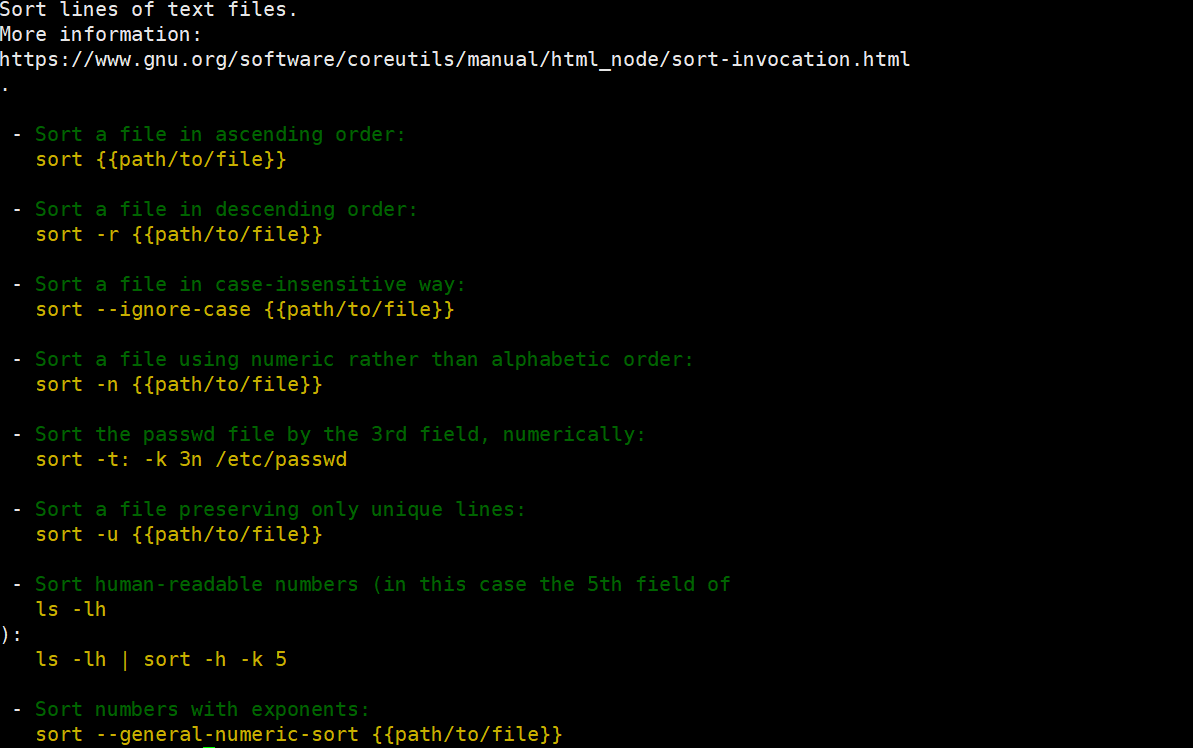 Sort lines of text files.
More information:
https://www.gnu.org/software/coreutils/manual/html_node/sort-invocation.html
.
- Sort a file in ascending order:
sort {{path/to/file}}
- Sort a file in descending order:
sort -r {{path/to/file}}
- Sort a file in case-insensitive way:
sort --ignore-case {{path/to/file}}
- Sort a file using numeric rather than alphabetic order:
sort -n {{path/to/file}}
- Sort the passwd file by the 3rd field, numerically:
sort -t: -k 3n /etc/passwd
- Sort a file preserving only unique lines:
sort -u {{path/to/file}}
- Sort human-readable numbers (in this case the 5th field of
ls -lh
):
ls -lh | sort -h -k 5
- Sort numbers with exponents:
sort --general-numeric-sort {{path/to/file}}